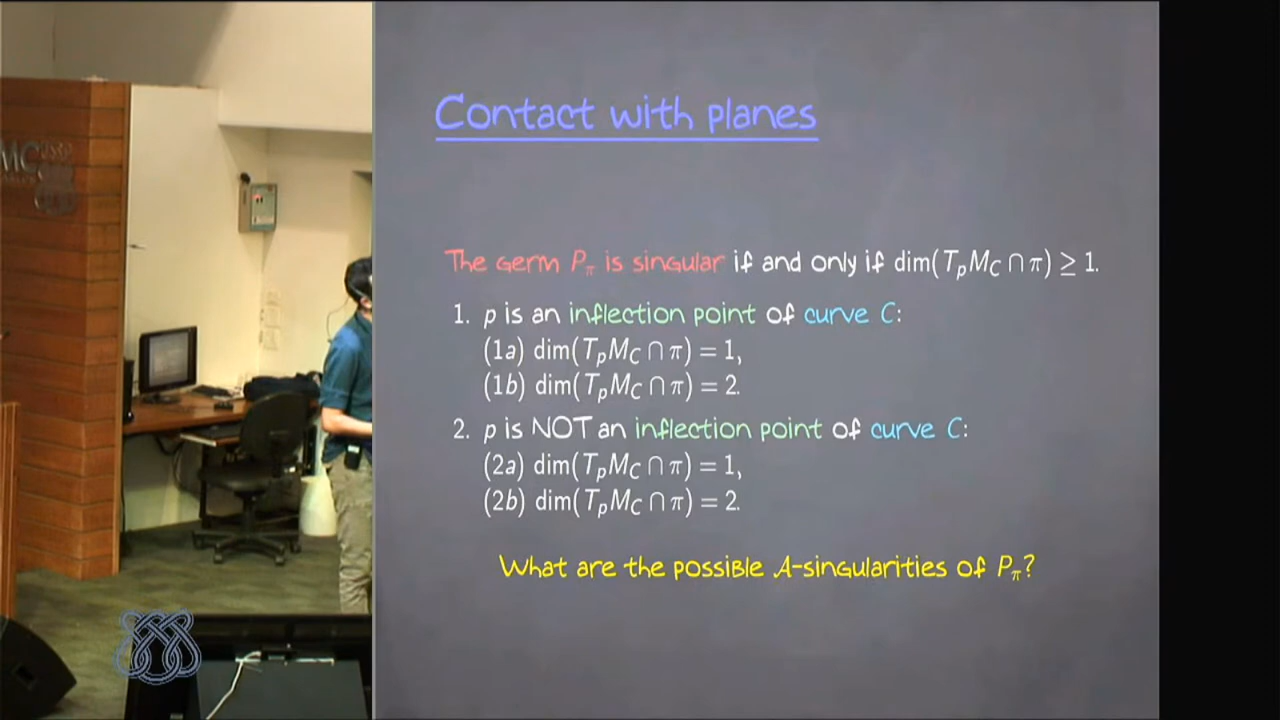 MC
Contact with planes
The germ P_π is singular if and only if dim(T_pM_C ∩ π) ≥ 1.
1. p is an inflection point of curve C:
(1a) dim(T_pM_C ∩ π) = 1,
(1b) dim(T_pM_C ∩ π) = 2.
2. p is NOT an inflection point of curve C:
(2a) dim(T_pM_C ∩ π) = 1,
(2b) dim(T_pM_C ∩ π) = 2.
What are the possible A-singularities of P_π?